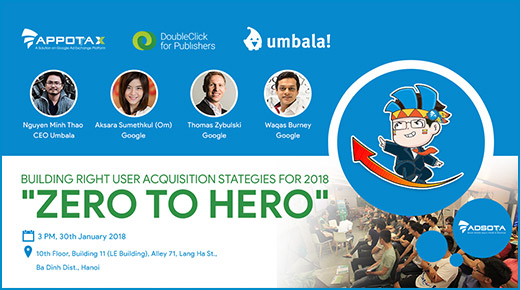 APPOTAX
A Solution on Google Ad Exchange Platform
DoubleClick
for Publishers
umbala!
Nguyen Minh Thao
CEO Umbala
Aksara Sumethkul (Om)
Google
Thomas Zybulski
Google
Waqas Burney
Google
BUILDING RIGHT USER ACQUISITION STATEGIES FOR 2018
"ZERO TO HERO"
3 PM, 30th January 2018
10th Floor, Building 11 (LE Building), Alley 71, Lang Ha St.,
Ba Dinh Dist., Hanoi
ADSOTA